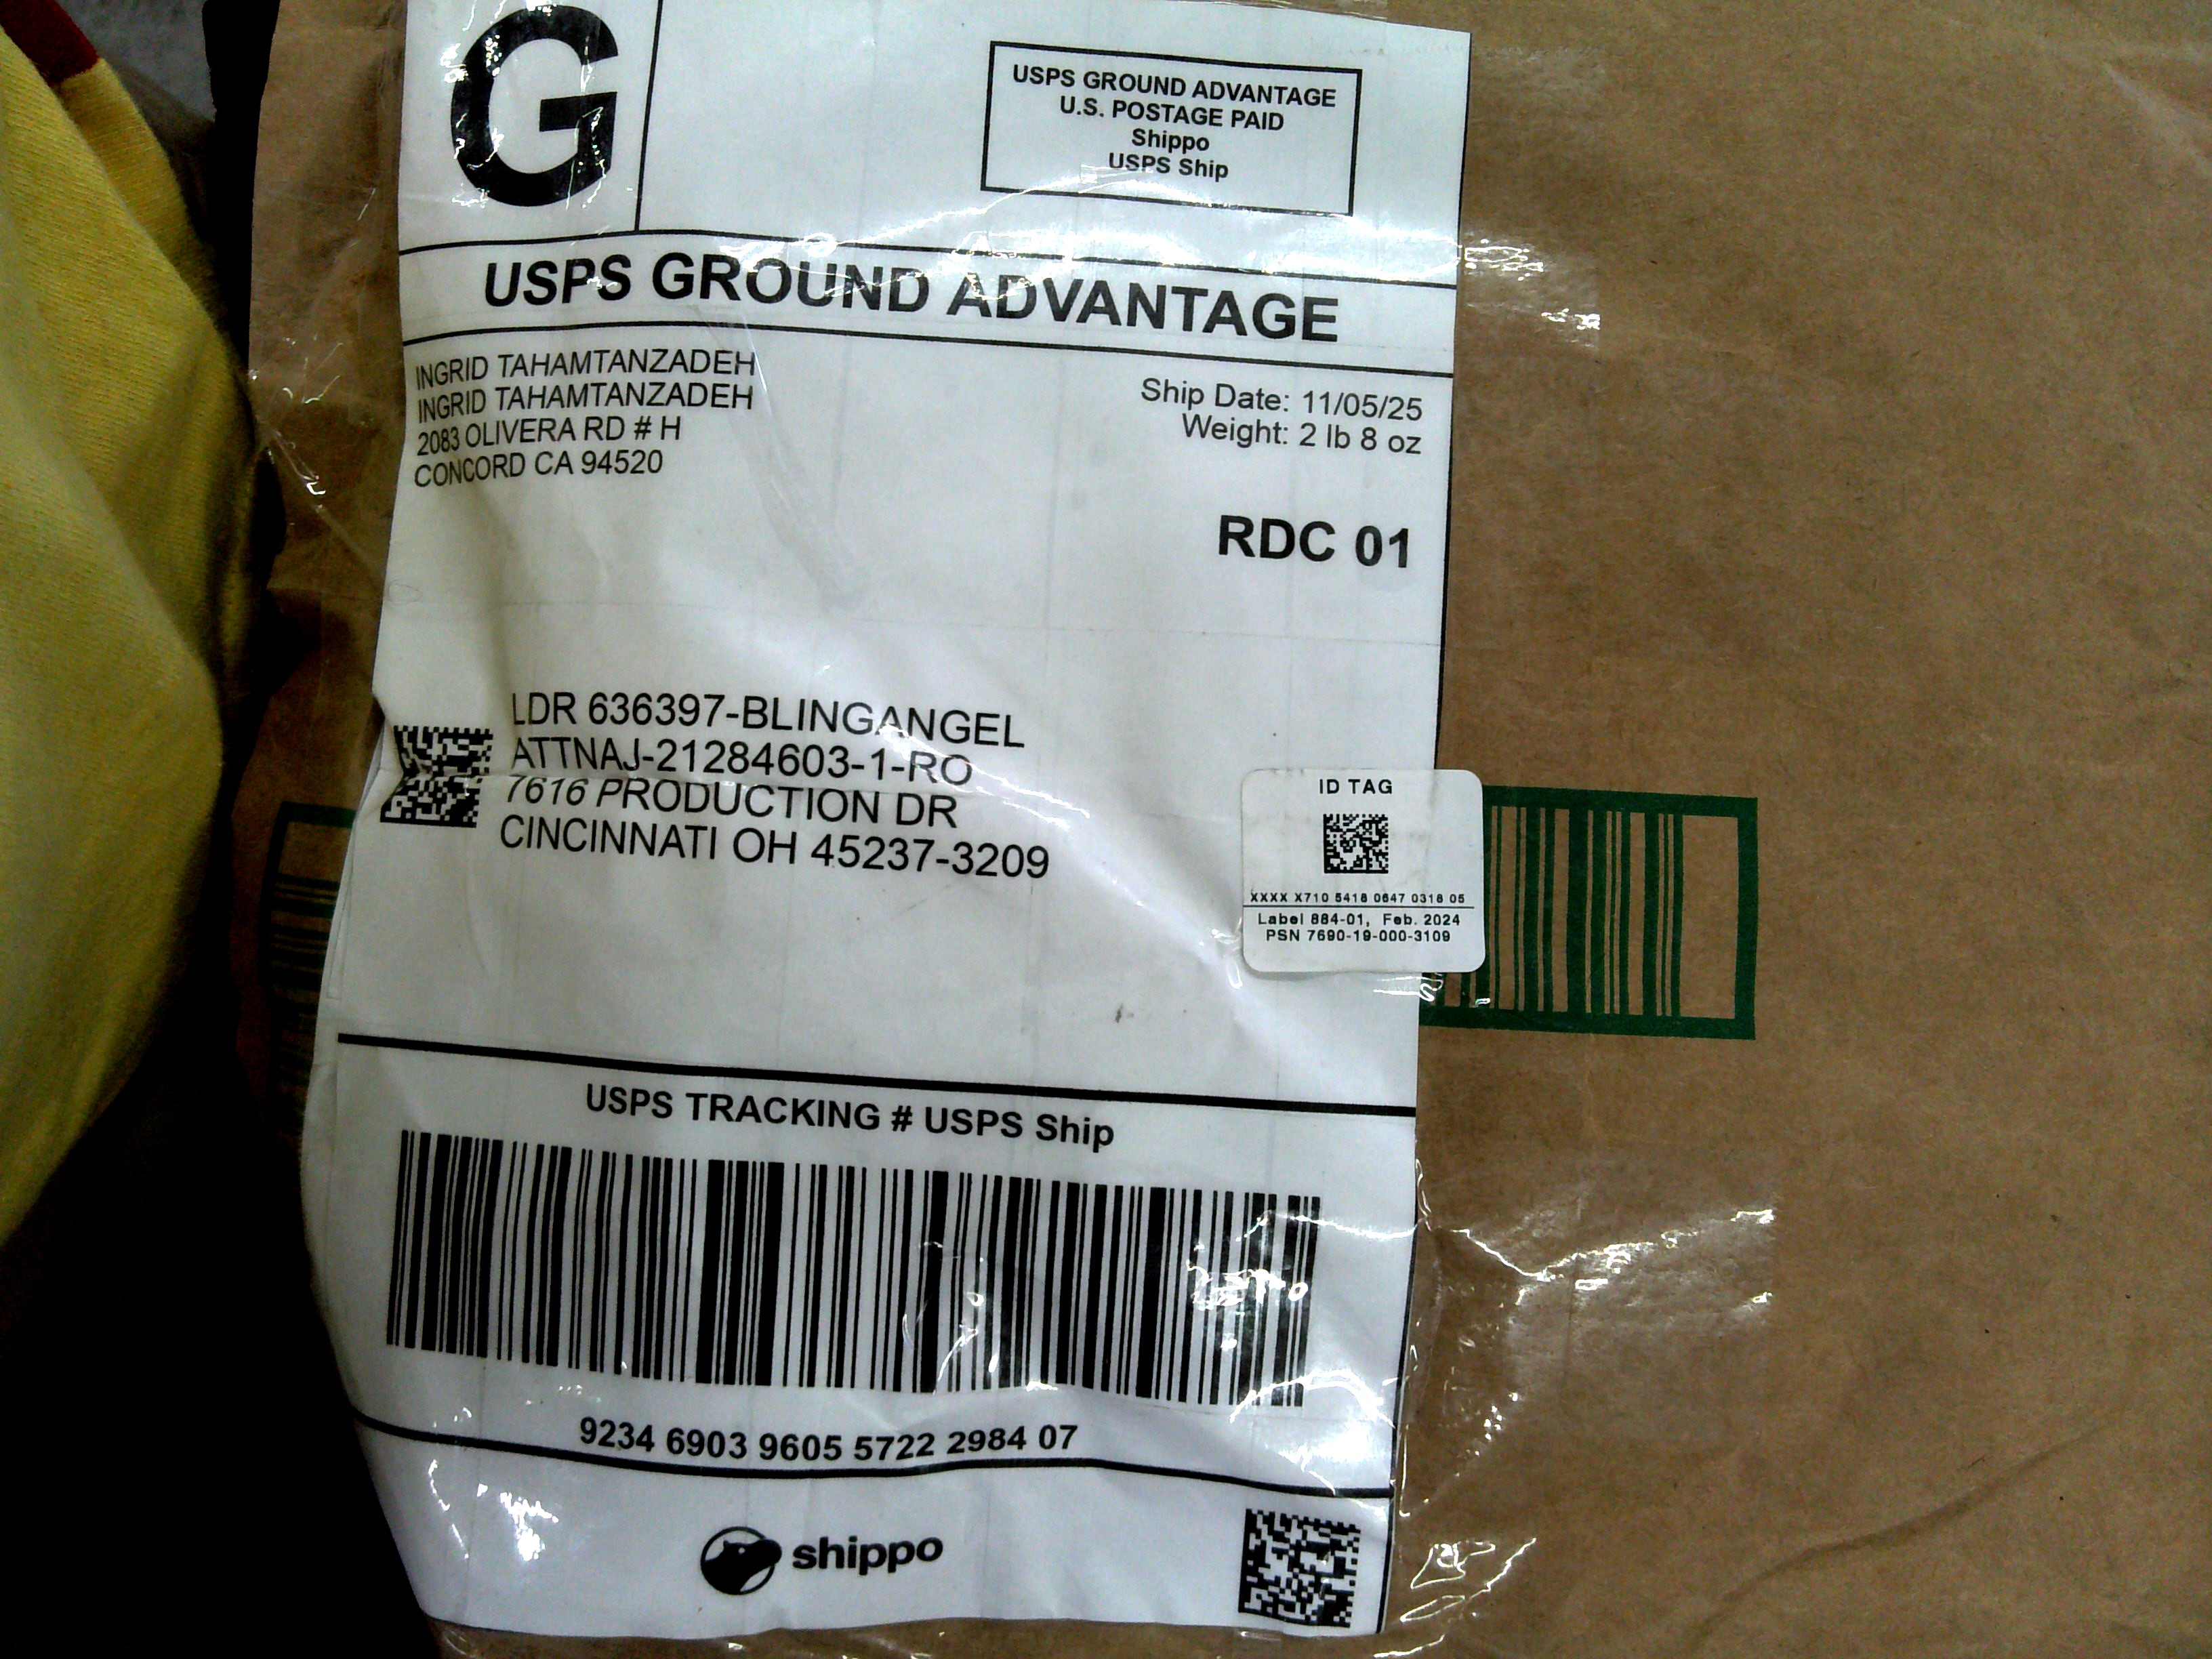 G
USPS GROUND ADVANTAGE
U.S. POSTAGE PAID
Shippo
USPS Ship
USPS GROUND ADVANTAGE
INGRID TAHAMTANZADEH
INGRID TAHAMTANZADEH
2083 OLIVERA RD # H
CONCORD CA 94520
Ship Date: 11/05/25
Weight: 2 lb 8 oz
RDC 01
LDR 636397-BLINGANGEL
ATTNAJ-21284603-1-RO
7616 PRODUCTION DR
CINCINNATI OH 45237-3209
ID TAG
XXXX X710 5418 0647 0318 05
Label 884-01, Feb. 2024
PSN 7690-19-000-3109
USPS TRACKING # USPS Ship
9234 6903 9605 5722 2984 07
shippo